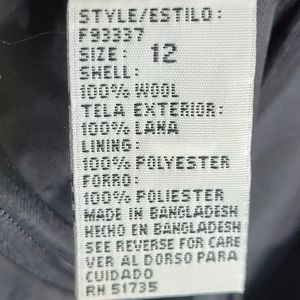 STYLE/ESTILO:
F93337
SIZE: 12
SHELL:
100% WOOL
TELA EXTERIOR:
100% LANA
LINING:
100% POLYESTER
FORRO:
100% POLIESTER
MADE IN BANGLADESH
HECHO EN BANGLADESH
SEE REVERSE FOR CARE
VER AL DORSO PARA
CUIDADO
RN 51735